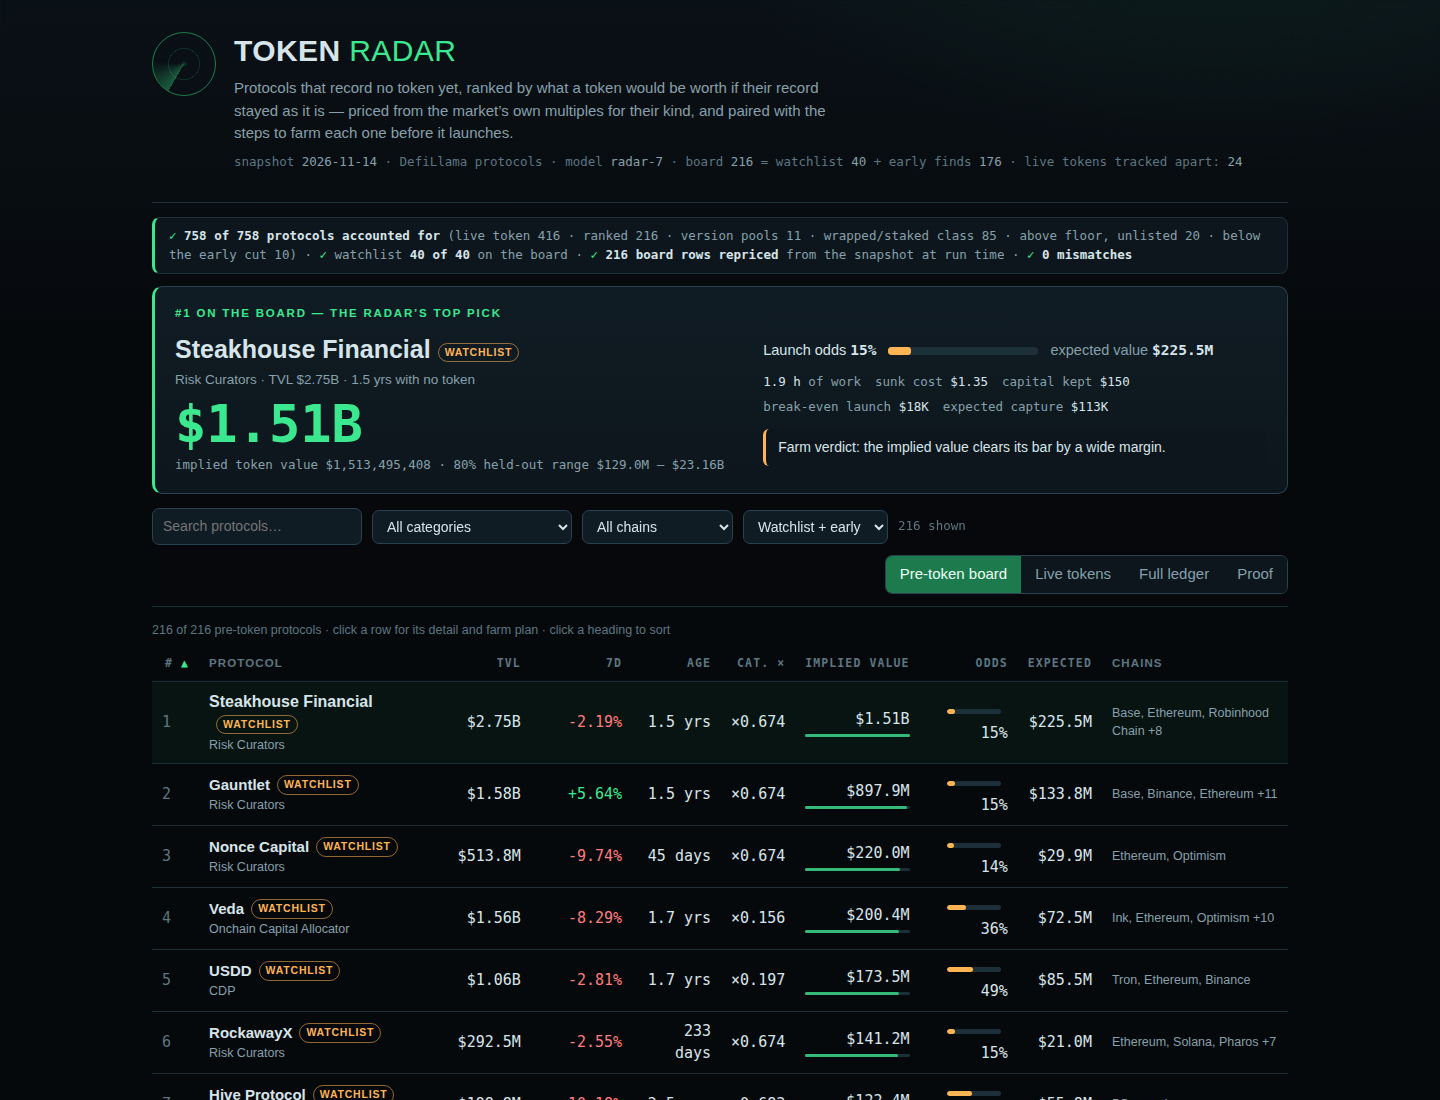 TOKEN RADAR
Protocols that record no token yet, ranked by what a token would be worth if their record
stayed as it is — priced from the market’s own multiples for their kind, and paired with the
steps to farm each one before it launches.
snapshot 2026-11-14 · DefiLlama protocols · model radar-7 · board 216 = watchlist 40 + early finds 176 · live tokens tracked apart: 24
✓ 758 of 758 protocols accounted for (live token 416 · ranked 216 · version pools 11 · wrapped/staked class 85 · above floor, unlisted 20 · below
the early cut 10) · ✓ watchlist 40 of 40 on the board · ✓ 216 board rows repriced from the snapshot at run time · ✓ 0 mismatches
#1 ON THE BOARD — THE RADAR’S TOP PICK
Steakhouse Financial WATCHLIST
Risk Curators · TVL $2.75B · 1.5 yrs with no token
$1.51B
implied token value $1,513,495,408 · 80% held-out range $129.0M — $23.16B
Launch odds 15% expected value $225.5M
1.9 h of work sunk cost $1.35 capital kept $150
break-even launch $18K expected capture $113K
Farm verdict: the implied value clears its bar by a wide margin.
Search protocols… All categories All chains Watchlist + early 216 shown
Pre-token board Live tokens Full ledger Proof
216 of 216 pre-token protocols · click a row for its detail and farm plan · click a heading to sort
# ▲ PROTOCOL TVL 7D AGE CAT. × IMPLIED VALUE ODDS EXPECTED CHAINS
1 Steakhouse Financial WATCHLIST Risk Curators $2.75B -2.19% 1.5 yrs ×0.674 $1.51B 15% $225.5M Base, Ethereum, Robinhood Chain +8
2 Gauntlet WATCHLIST Risk Curators $1.58B +5.64% 1.5 yrs ×0.674 $897.9M 15% $133.8M Base, Binance, Ethereum +11
3 Nonce Capital WATCHLIST Risk Curators $513.8M -9.74% 45 days ×0.674 $220.0M 14% $29.9M Ethereum, Optimism
4 Veda WATCHLIST Onchain Capital Allocator $1.56B -8.29% 1.7 yrs ×0.156 $200.4M 36% $72.5M Ink, Ethereum, Optimism +10
5 USDD WATCHLIST CDP $1.06B -2.81% 1.7 yrs ×0.197 $173.5M 49% $85.5M Tron, Ethereum, Binance
6 RockawayX WATCHLIST Risk Curators $292.5M -2.55% 233 days ×0.674 $141.2M 15% $21.0M Ethereum, Solana, Pharos +7
Hive Protocol WATCHLIST